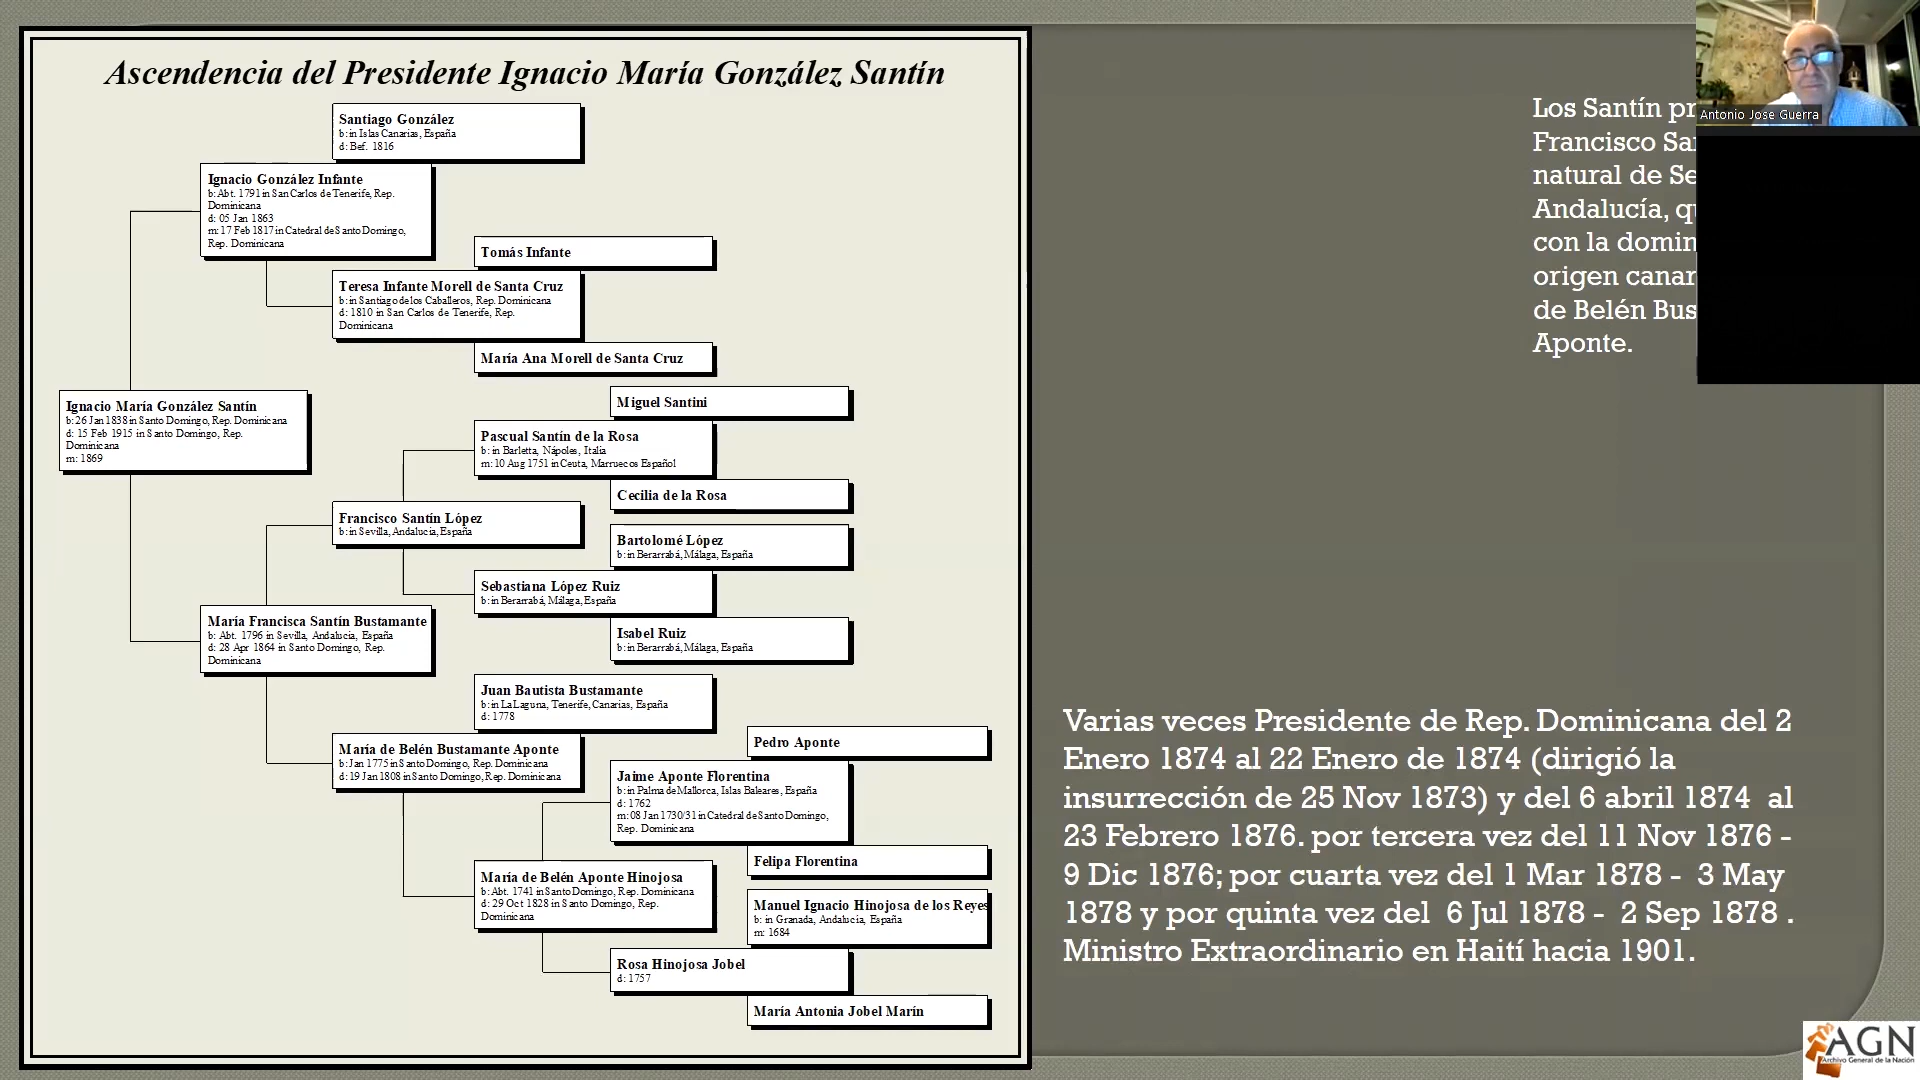 Ascendencia del Presidente Ignacio María González Santín
Santiago González
b: in Islas Canarias, España
d: Bef. 1816
Ignacio González Infante
b: Abt. 1791 in San Carlos de Tenerife, Rep.
Dominicana
d: 05 Jan 1863
m: 17 Feb 1817 in Catedral de Santo Domingo,
Rep. Dominicana
Tomás Infante
Teresa Infante Morell de Santa Cruz
b: in Santiago de los Caballeros, Rep. Dominicana
d: 1810 in San Carlos de Tenerife, Rep.
Dominicana
María Ana Morell de Santa Cruz
Ignacio María González Santín
b: 26 Jan 1838 in Santo Domingo, Rep. Dominicana
d: 15 Feb 1915 in Santo Domingo, Rep.
Dominicana
m: 1869
Miguel Santini
Pascual Santín de la Rosa
b: in Barletta, Nápoles, Italia
m: 10 Aug 1751 in Ceuta, Marruecos Español
Cecilia de la Rosa
Francisco Santín López
b: in Sevilla, Andalucia, España
Bartolomé López
b: in Berarrabá, Málaga, España
Sebastiana López Ruiz
b: in Berarrabá, Málaga, España
Isabel Ruiz
b: in Berarrabá, Málaga, España
María Francisca Santín Bustamante
b: Abt. 1796 in Sevilla, Andalucia, España
d: 28 Apr 1864 in Santo Domingo, Rep.
Dominicana
Juan Bautista Bustamante
b: in La Laguna, Tenerife, Canarias, España
d: 1778
María de Belén Bustamante Aponte
b: Jan 1775 in Santo Domingo, Rep. Dominicana
d: 19 Jan 1808 in Santo Domingo, Rep. Dominicana
Pedro Aponte
Jaime Aponte Florentina
b: in Palma de Mallorca, Islas Baleares, España
d: 1762
m: 08 Jan 1730/31 in Catedral de Santo Domingo,
Rep. Dominicana
Felipa Florentina
María de Belén Aponte Hinojosa
b: Abt. 1741 in Santo Domingo, Rep. Dominicana
d: 29 Oct 1828 in Santo Domingo, Rep.
Dominicana
Manuel Ignacio Hinojosa de los Reyes
b: in Granada, Andalucia, España
m: 1684
Rosa Hinojosa Jobel
d: 1757
María Antonia Jobel Marín
Los Santín
Francisco
natural de
Andalucía,
con la
origen
de Belén
Aponte.
Antonio Jose Guerra
Varias veces Presidente de Rep. Dominicana del 2
Enero 1874 al 22 Enero de 1874 (dirigió la
insurrección de 25 Nov 1873) y del 6 abril 1874 al
23 Febrero 1876. por tercera vez del 11 Nov 1876 -
9 Dic 1876; por cuarta vez del 1 Mar 1878 - 3 May
1878 y por quinta vez del 6 Jul 1878 - 2 Sep 1878 .
Ministro Extraordinario en Haití hacia 1901.
AGN
Archivo General de la Nación